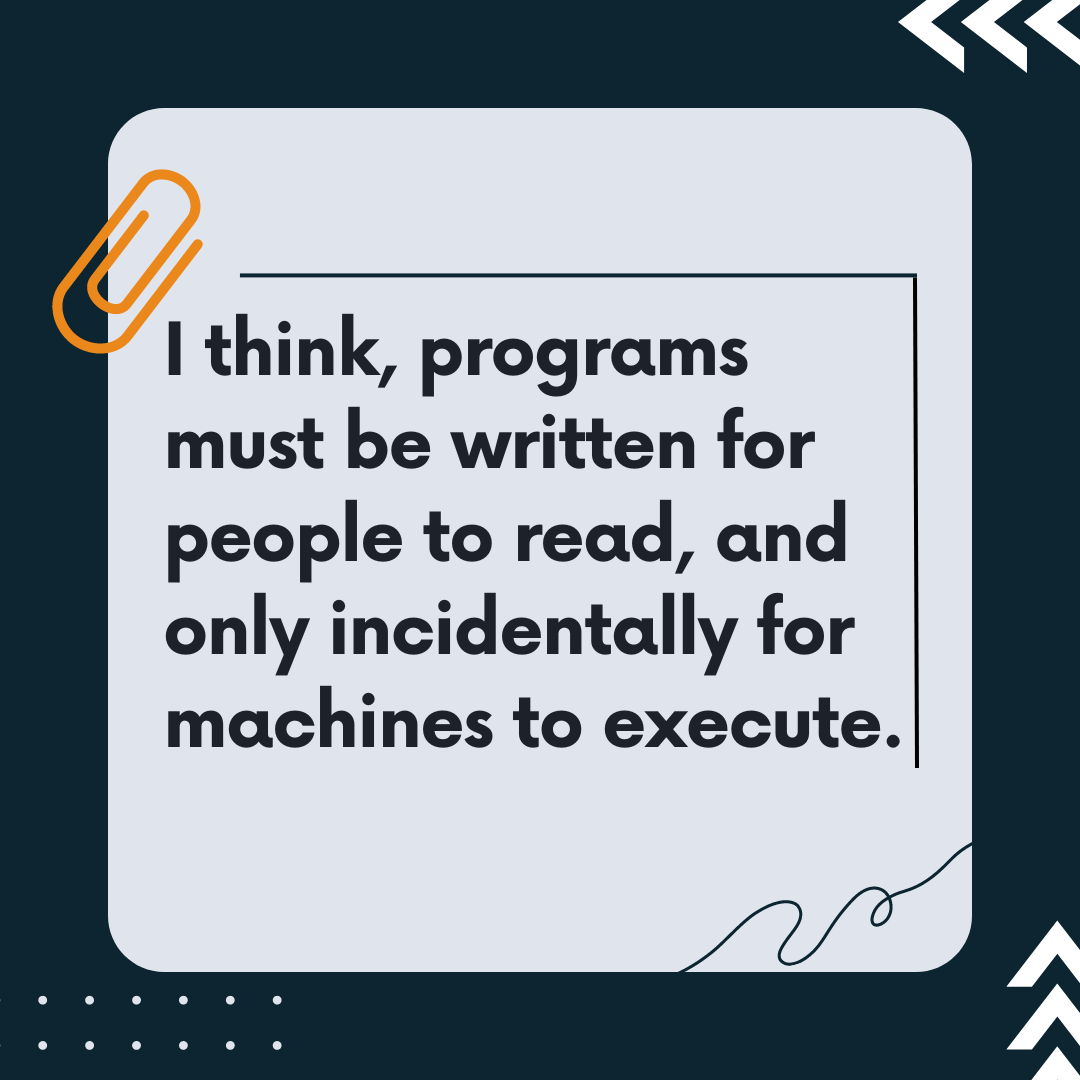 I think, programs
must be written for
people to read, and
only incidentally for
machines to execute.